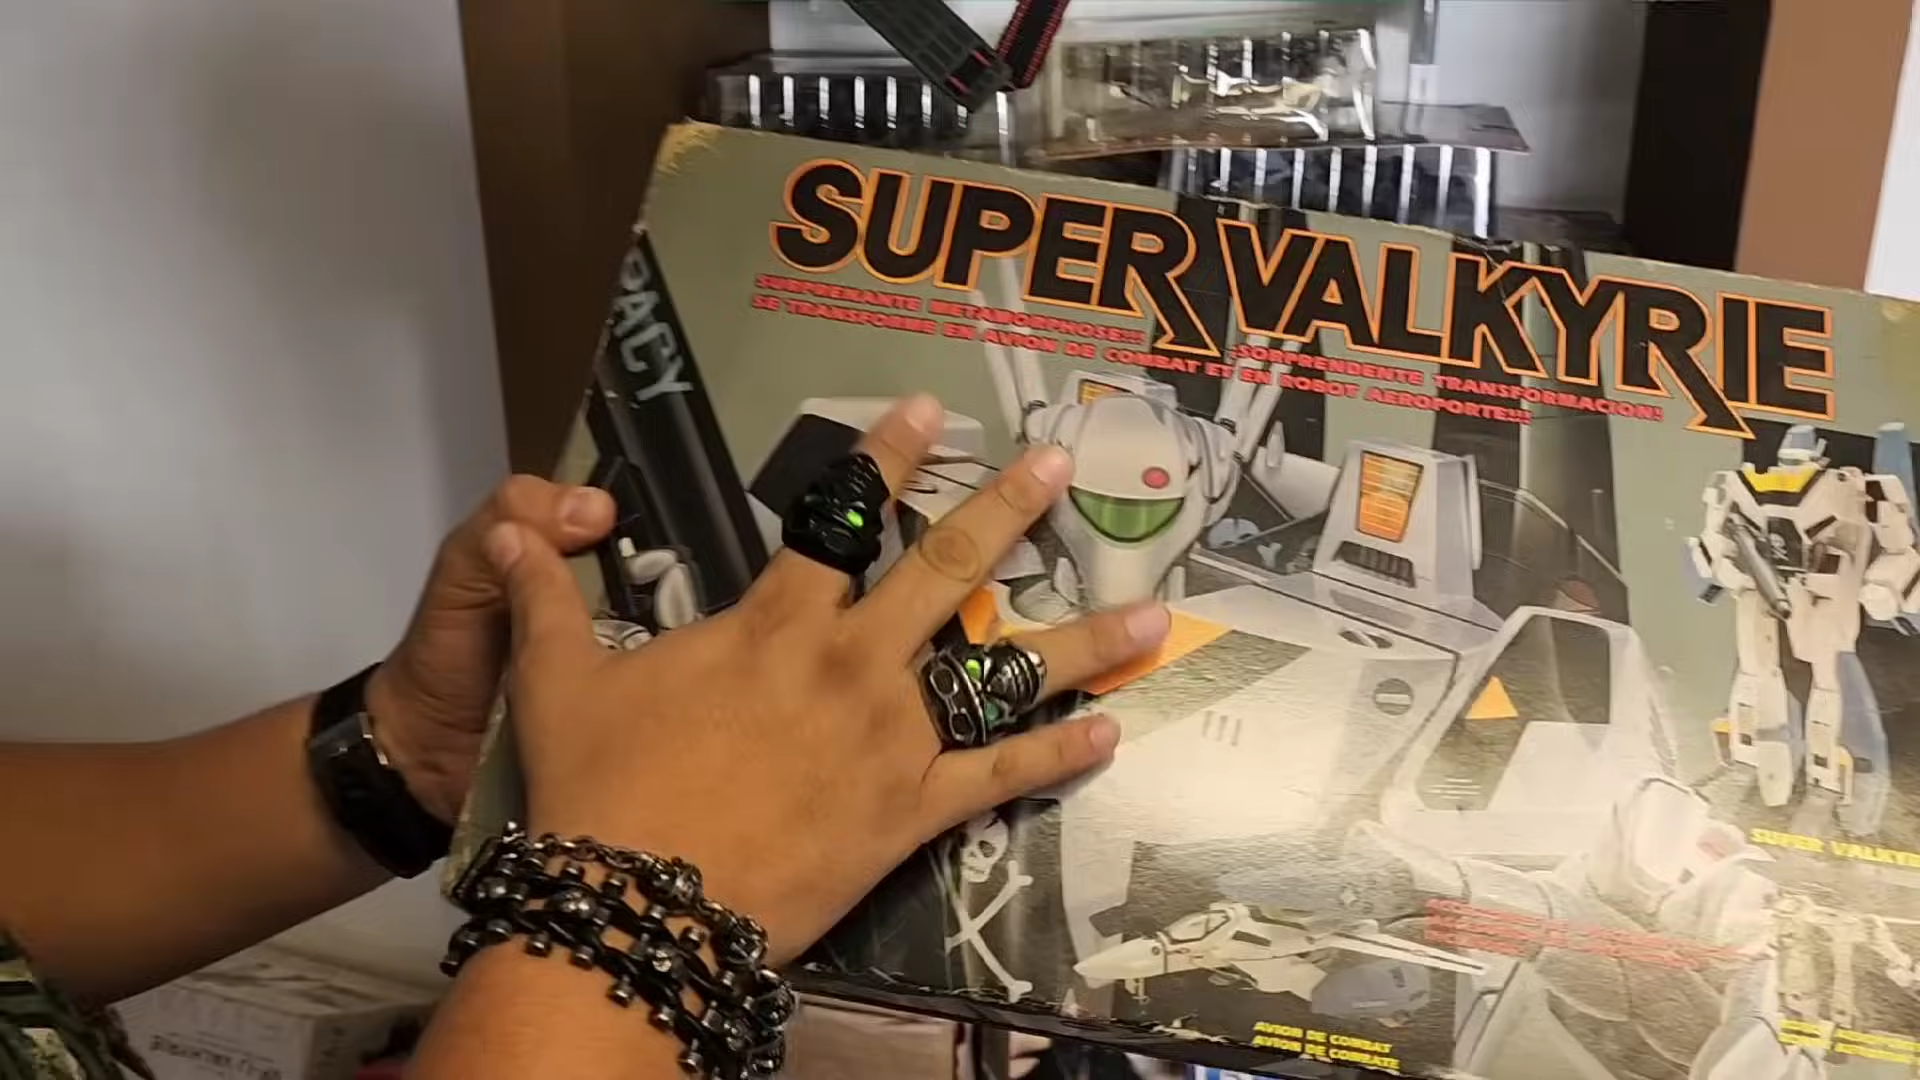 SUPER VALKYRIE
SURPRENANTE METAMORPHOSE!!!
SE TRANSFORME EN AVION DE COMBAT ET EN ROBOT AEROPORTE!!!
¡SORPRENDENTE TRANSFORMACION!
PACY
SUPER VALKYRIE
AVION DE COMBAT
AVION DE COMBATE